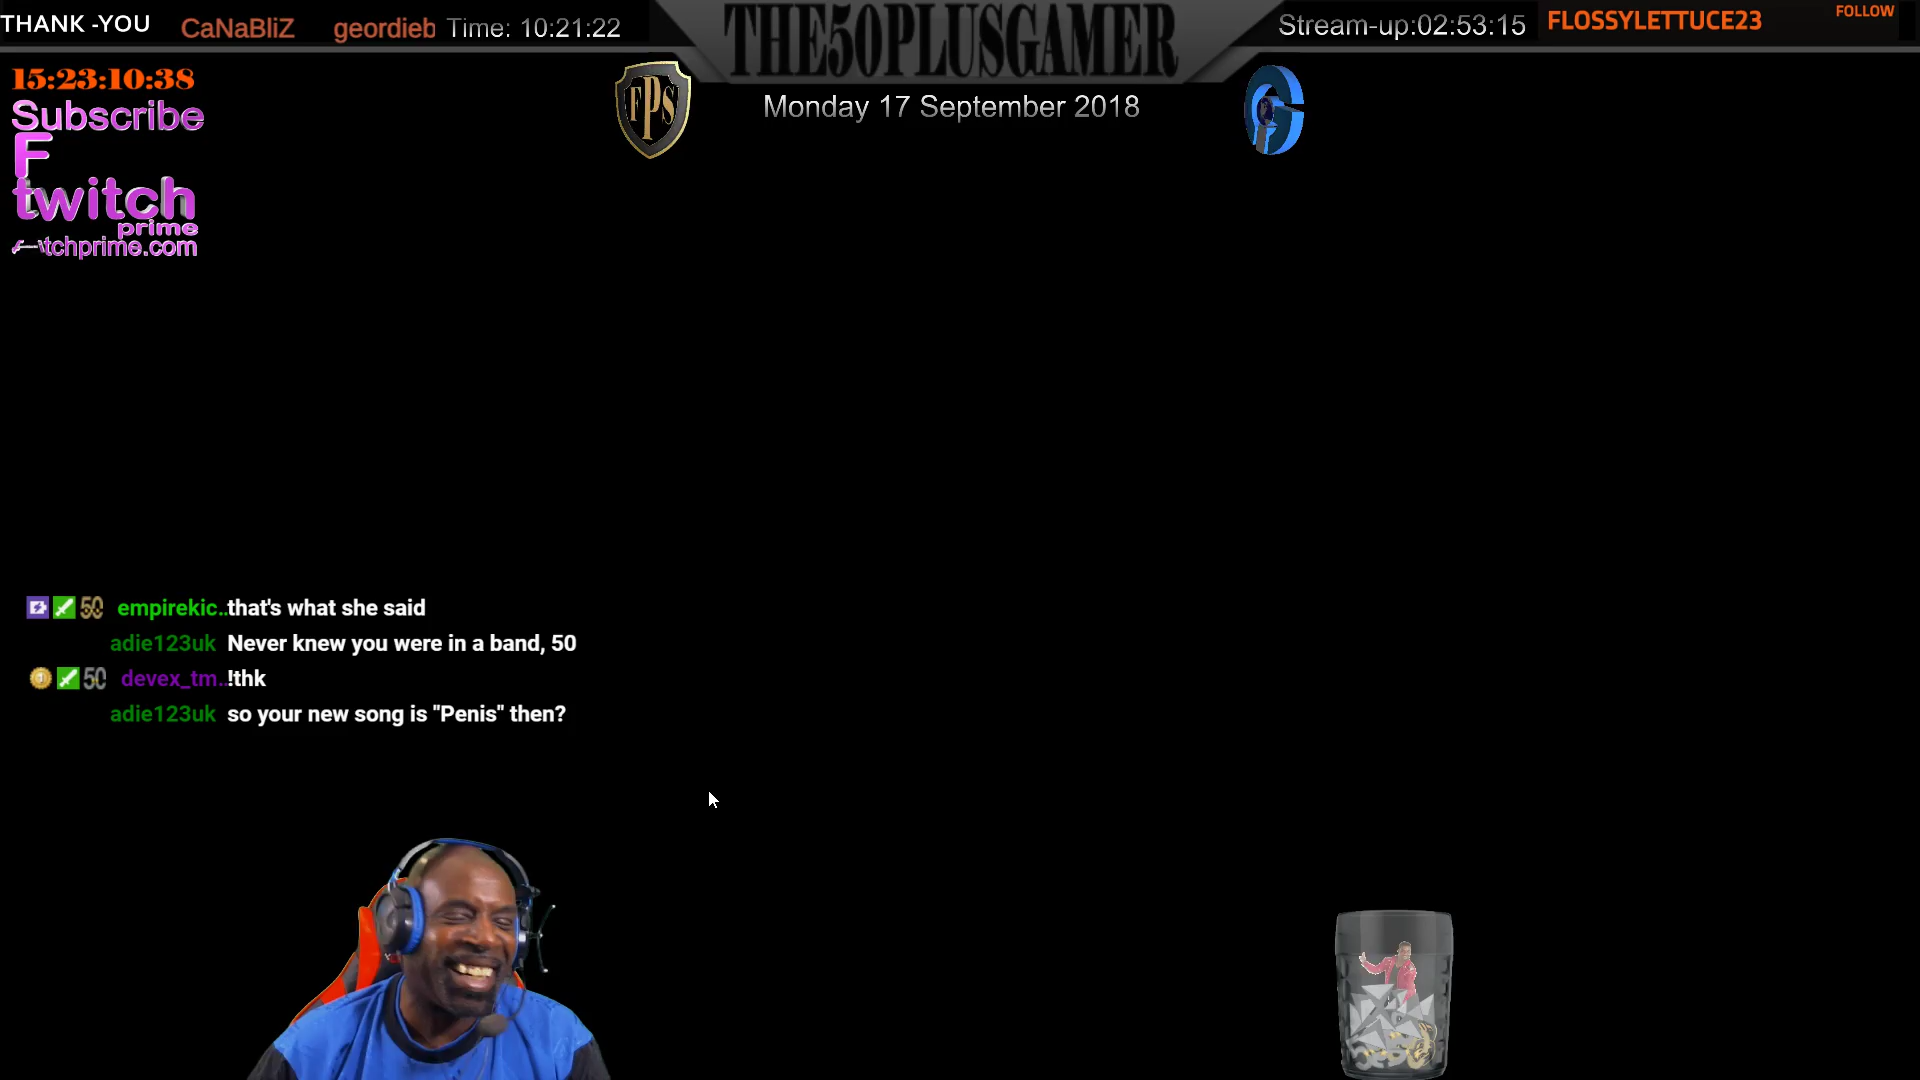 THANK -YOU CaNaBliZ geordieb Time: 10:21:22 THE50PLUSGAMER Stream-up:02:53:15 FLOSSYLETTUCE23 FOLLOW
15:23:10:38
FPS Monday 17 September 2018
Subscribe
F
twitch
prime
tchprime.com
50 empirekic..that's what she said
adie123uk Never knew you were in a band, 50
50 devex_tm..!thk
adie123uk so your new song is "Penis" then?